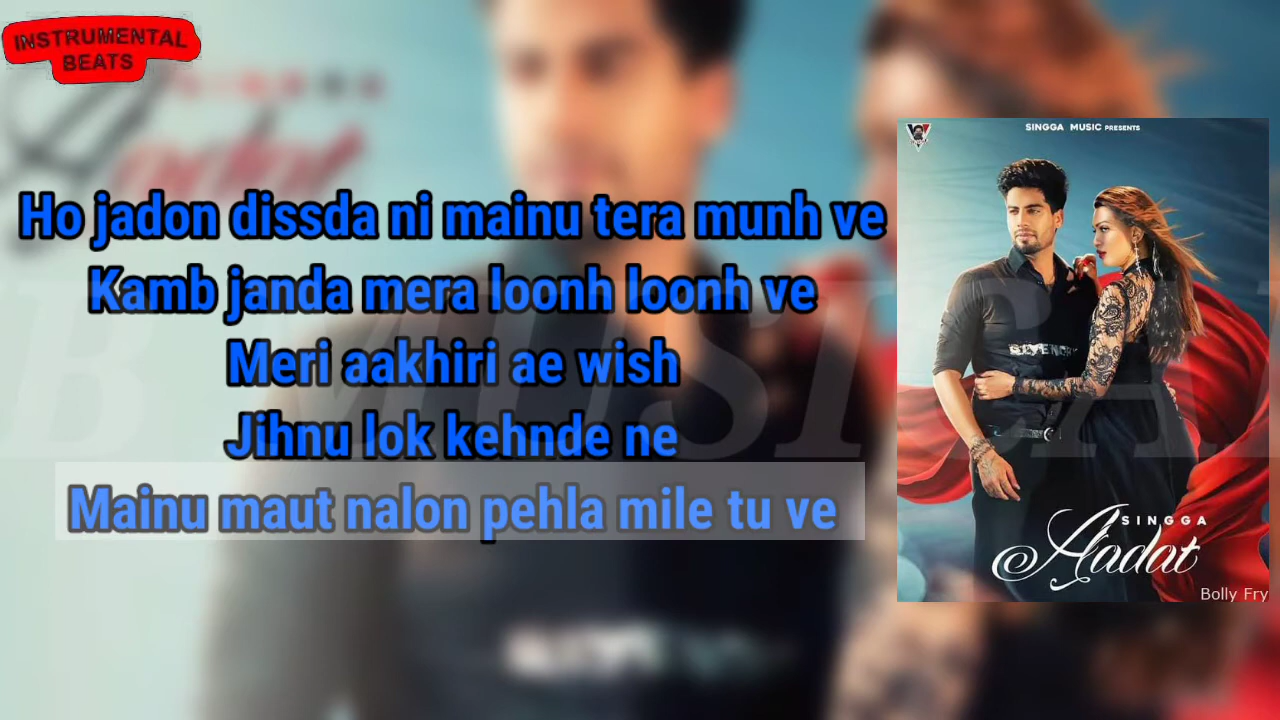 INSTRUMENTAL
BEATS
Ho jadon dissda ni mainu tera munh ve
Kamb janda mera loonh loonh ve
Meri aakhiri ae wish
Jihnu lok kehnde ne
Mainu maut nalon pehla mile tu ve
SINGGA MUSIC PRESENTS
SINGGA
Aadat
Bolly Fry